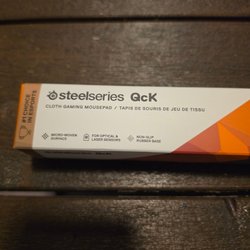 #1 CHOICE
IN ESPORTS
steelseries QcK
CLOTH GAMING MOUSEPAD / TAPIS DE SOURIS DE JEU DE TISSU
MICRO-WOVEN
SURFACE
FOR OPTICAL &
LASER SENSORS
NON-SLIP
RUBBER BASE